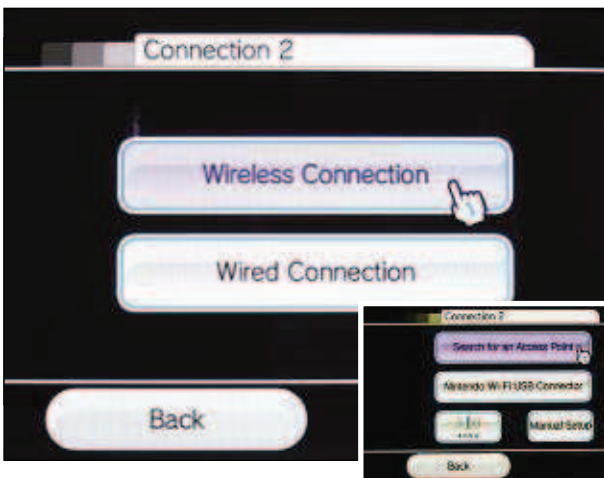 Connection 2
Wireless Connection
Wired Connection
Back
Connection 2
Search for an Access Point
Nintendo Wi-Fi USB Connector
Manual Setup
Back